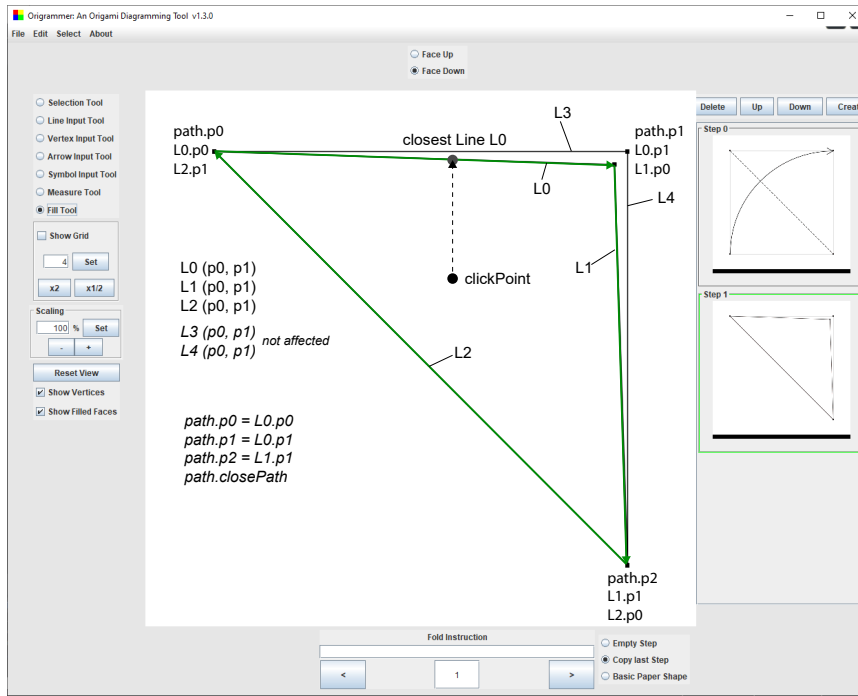 Origrammer: An Origami Diagramming Tool v1.3.0
File Edit Select About
Face Up
Face Down
Selection Tool
Line Input Tool
Vertex Input Tool
Arrow Input Tool
Symbol Input Tool
Measure Tool
Fill Tool
Show Grid
4 Set
x2 x1/2
Scaling
100 % Set
- +
Reset View
Show Vertices
Show Filled Faces
path.p0
L0.p0
L2.p1
closest Line L0
L3
path.p1
L0.p1
L1.p0
L0
L4
L1
clickPoint
L0 (p0, p1)
L1 (p0, p1)
L2 (p0, p1)
L3 (p0, p1)
L4 (p0, p1)
not affected
L2
path.p0 = L0.p0
path.p1 = L0.p1
path.p2 = L1.p1
path.closePath
path.p2
L1.p1
L2.p0
Delete Up Down Creat
Step 0
Step 1
Fold Instruction
< 1 >
Empty Step
Copy last Step
Basic Paper Shape